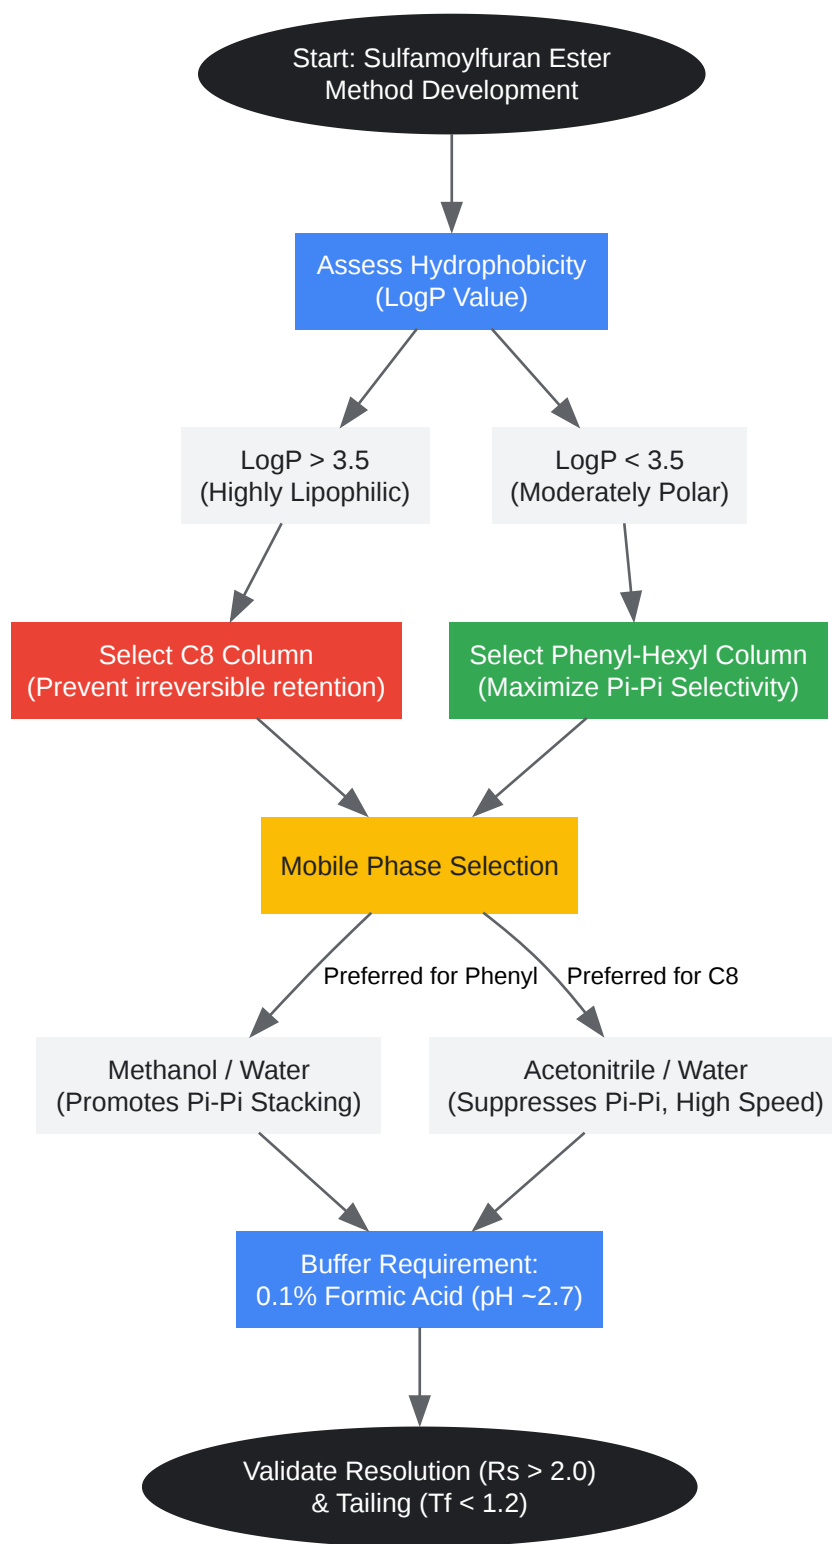 Start: Sulfamoylfuran Ester
Method Development
Assess Hydrophobicity
(LogP Value)
LogP > 3.5
(Highly Lipophilic)
LogP < 3.5
(Moderately Polar)
Select C8 Column
(Prevent irreversible retention)
Select Phenyl-Hexyl Column
(Maximize Pi-Pi Selectivity)
Mobile Phase Selection
Preferred for Phenyl
Preferred for C8
Methanol / Water
(Promotes Pi-Pi Stacking)
Acetonitrile / Water
(Suppresses Pi-Pi, High Speed)
Buffer Requirement:
0.1% Formic Acid (pH ~2.7)
Validate Resolution (Rs > 2.0)
& Tailing (Tf < 1.2)